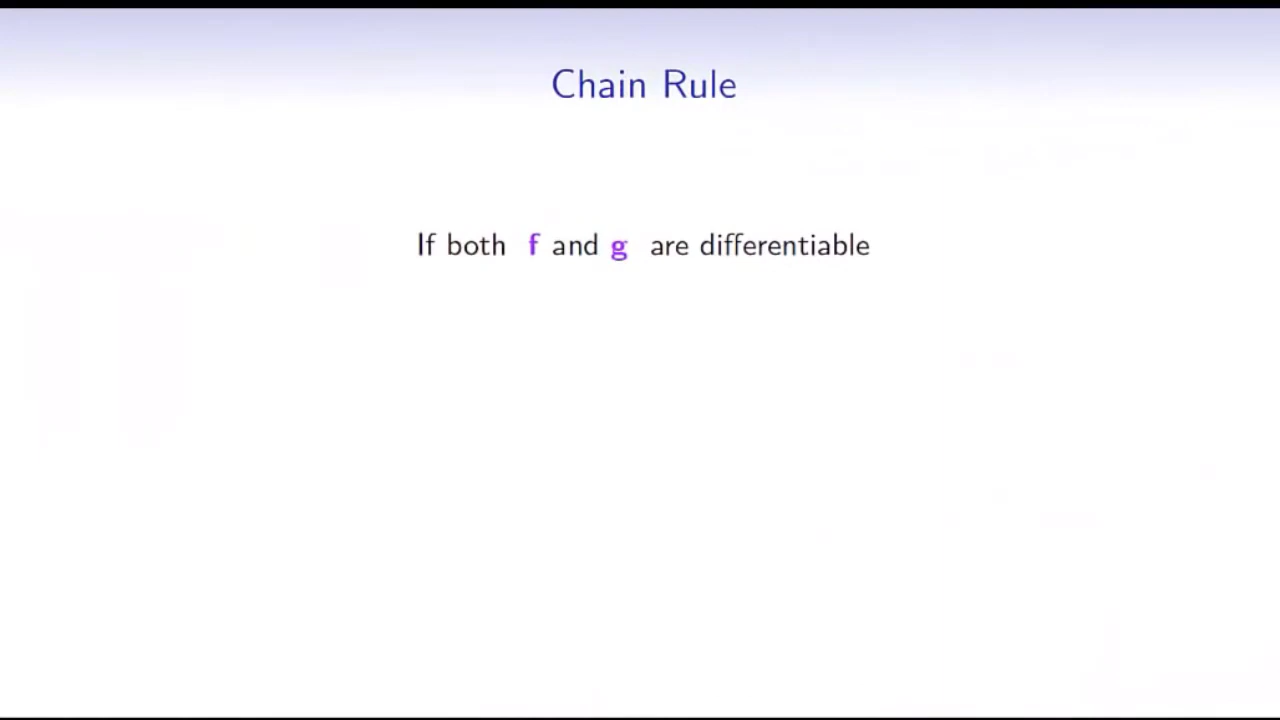 Chain Rule
If both f and g are differentiable